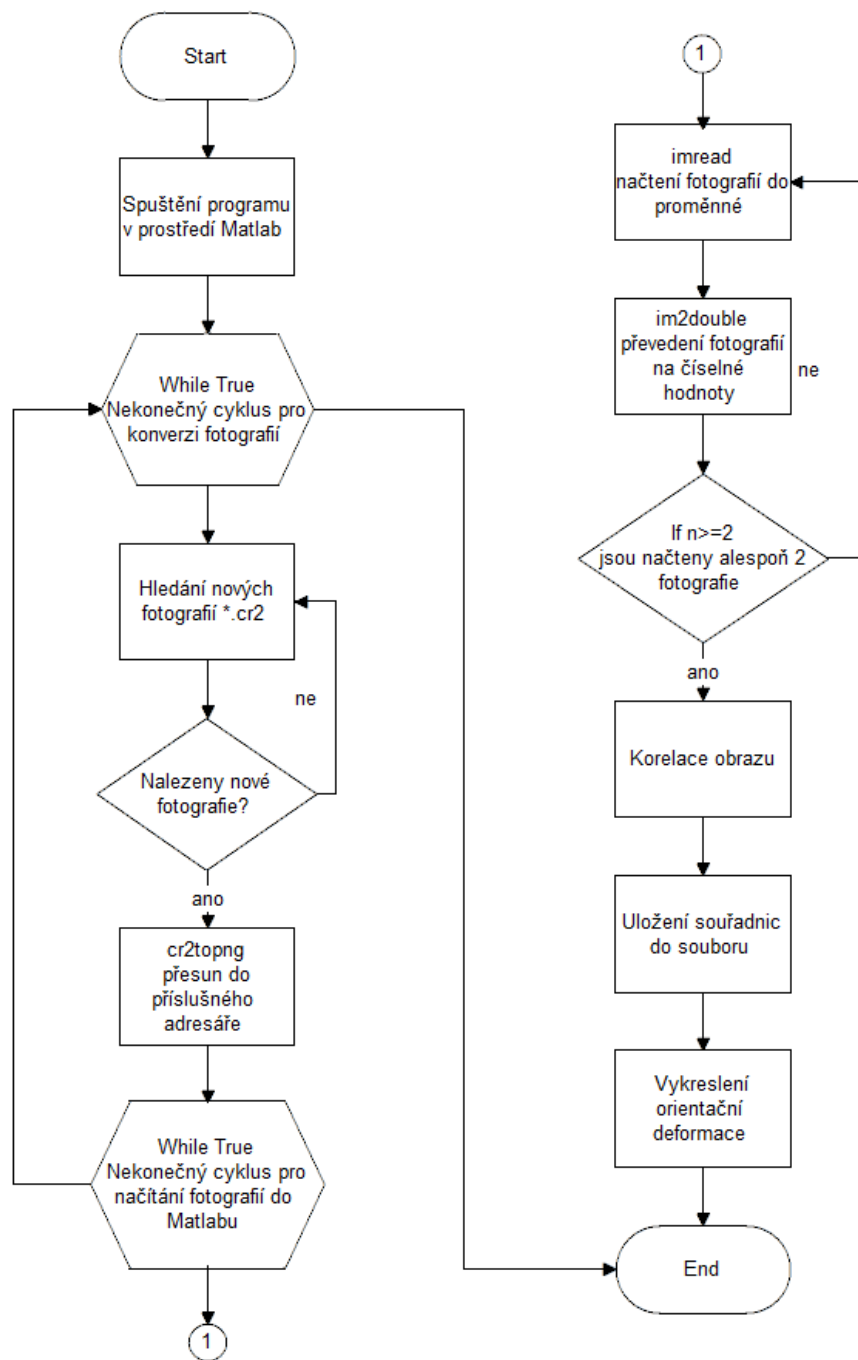 Start
Spuštění programu
v prostředí Matlab
While True
Nekonečný cyklus pro
konverzi fotografií
Hledání nových
fotografií *.cr2
ne
Nalezeny nové
fotografie?
ano
cr2topng
přesun do
příslušného
adresáře
While True
Nekonečný cyklus pro
načítání fotografií do
Matlabu
1
1
imread
načtení fotografií do
proměnné
im2double
převedení fotografií
na číselné
hodnoty
ne
If n>=2
jsou načteny alespoň 2
fotografie
ano
Korelace obrazu
Uložení souřadnic
do souboru
Vykreslení
orientační
deformace
End